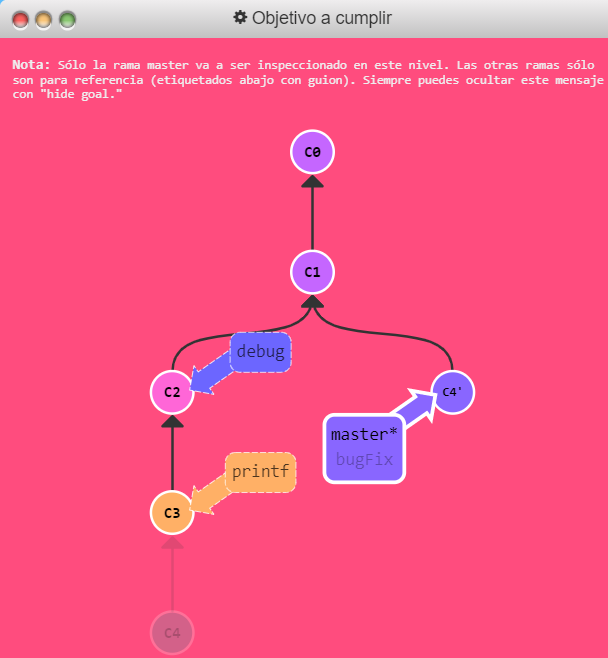 Objetivo a cumplir
Nota: Sólo la rama master va a ser inspeccionado en este nivel. Las otras ramas sólo
son para referencia (etiquetados abajo con guion). Siempre puedes ocultar este mensaje
con "hide goal."
C0
C1
debug
C2
C4'
master*
bugFix
printf
C3
C4